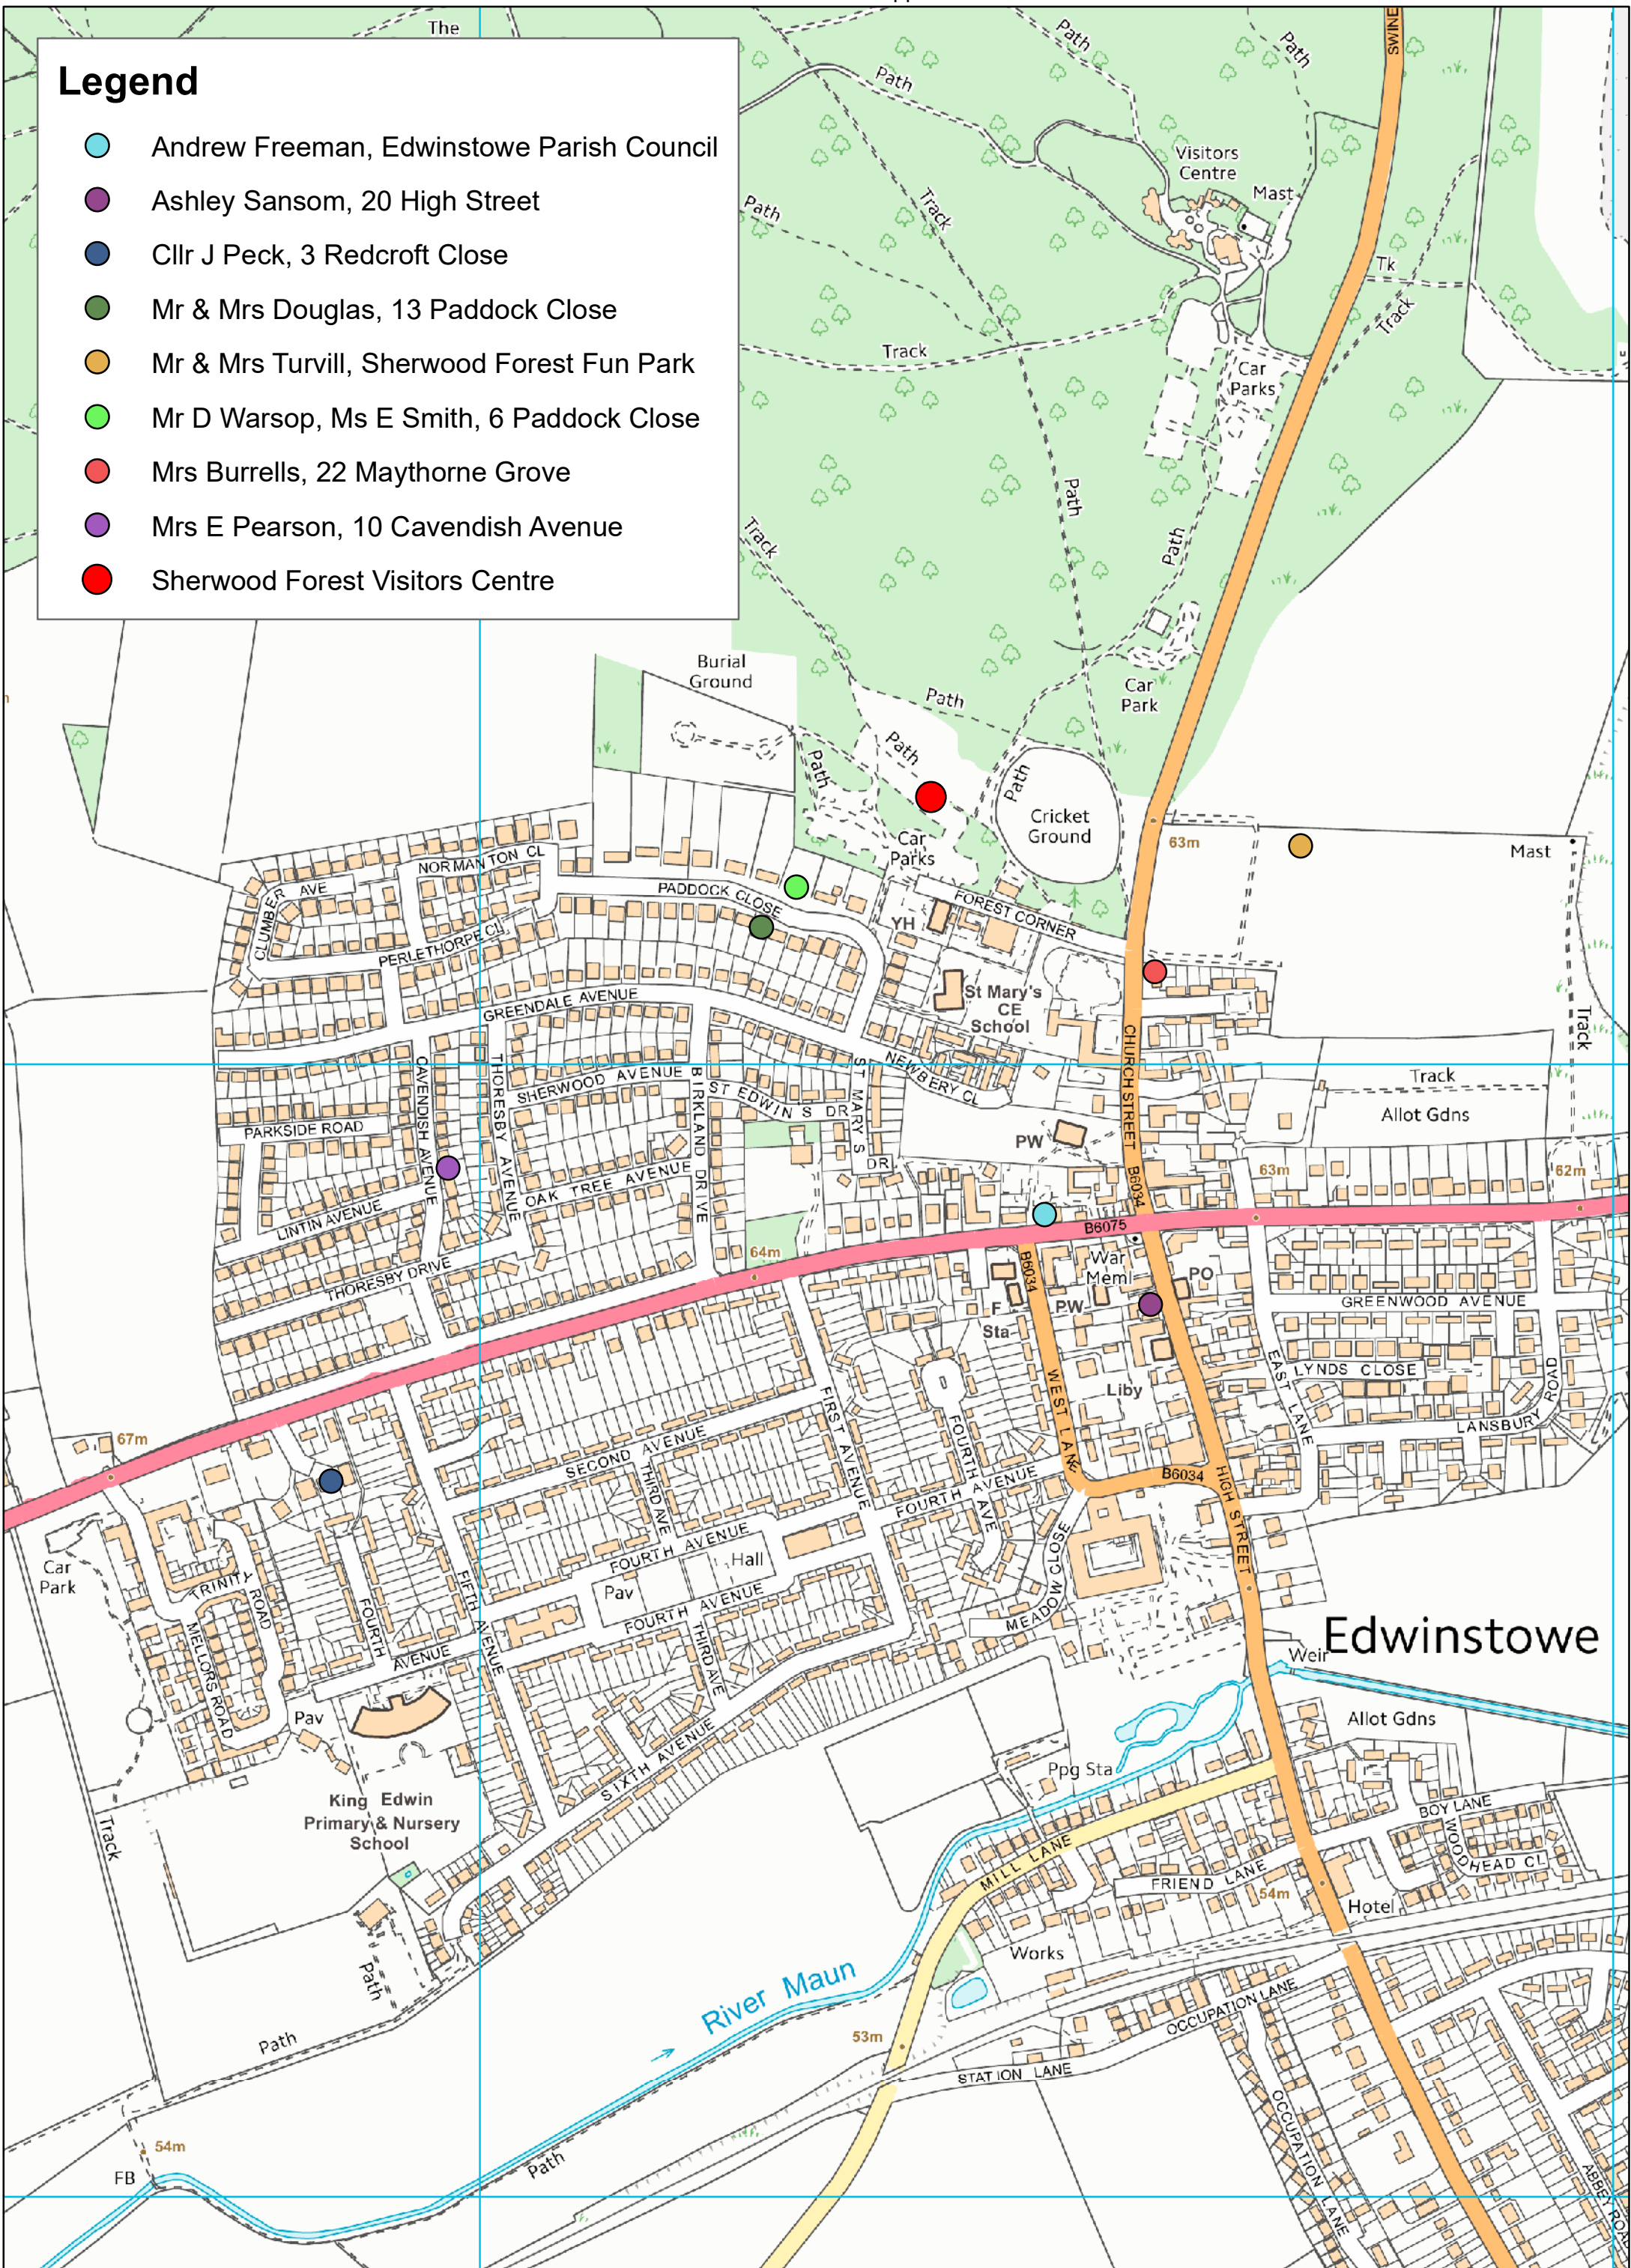 The
Legend
Andrew Freeman, Edwinstowe Parish Council
Ashley Sansom, 20 High Street
Cllr J Peck, 3 Redcroft Close
Mr & Mrs Douglas, 13 Paddock Close
Mr & Mrs Turvill, Sherwood Forest Fun Park
Mr D Warsop, Ms E Smith, 6 Paddock Close
Mrs Burrells, 22 Maythorne Grove
Mrs E Pearson, 10 Cavendish Avenue
Sherwood Forest Visitors Centre
Path
Path
SWINE
Path
Visitors
Centre
Mast
Path
Track
Tk
Track
Track
Car
Parks
Path
Track
Path
Burial
Ground
Path
Car
Park
Path
Path
Path
Cricket
Ground
63m
Mast
Car
Parks
NORMANTON CL
CLUMBER AVE
PADDOCK CLOSE
PERLETHORPE CL
YH
FOREST CORNER
St Mary's
CE
School
GREENDALE AVENUE
Track
CHURCH STREET
NEWBERY CL
CAVENDISH AVENUE
THORESBY AVENUE
SHERWOOD AVENUE
BIRKLAND DRIVE
ST EDWIN'S DR
ST MARY'S
DR
Track
Allot Gdns
PARKSIDE ROAD
PW
OAK TREE AVENUE
B6034
63m
62m
LINTIN AVENUE
B6075
THORESBY DRIVE
64m
B6034
War
Meml
PO
F
Sta
PW
GREENWOOD AVENUE
EAST LANE
LYNDS CLOSE
Liby
WEST LANE
LANSBURY
ROAD
67m
FIRST AVENUE
SECOND AVENUE
THIRD AVE
FOURTH AVENUE
FOURTH
AVE
B6034
HIGH STREET
Car
Park
FOURTH AVENUE
Hall
Pav
FOURTH AVENUE
MEADOW CLOSE
TRINITY
ROAD
MELLORS ROAD
FOURTH
AVENUE
FIFTH AVENUE
THIRD AVE
Edwinstowe
Weir
Pav
SIXTH AVENUE
Allot Gdns
Ppg Sta
King Edwin
Primary & Nursery
School
Track
BOY LANE
WOODHEAD CL
MILL LANE
FRIEND LANE
54m
Hotel
Works
Path
River Maun
OCCUPATION LANE
53m
STATION LANE
Path
OCCUPATION LANE
54m
FB
Path
ABBEY ROA